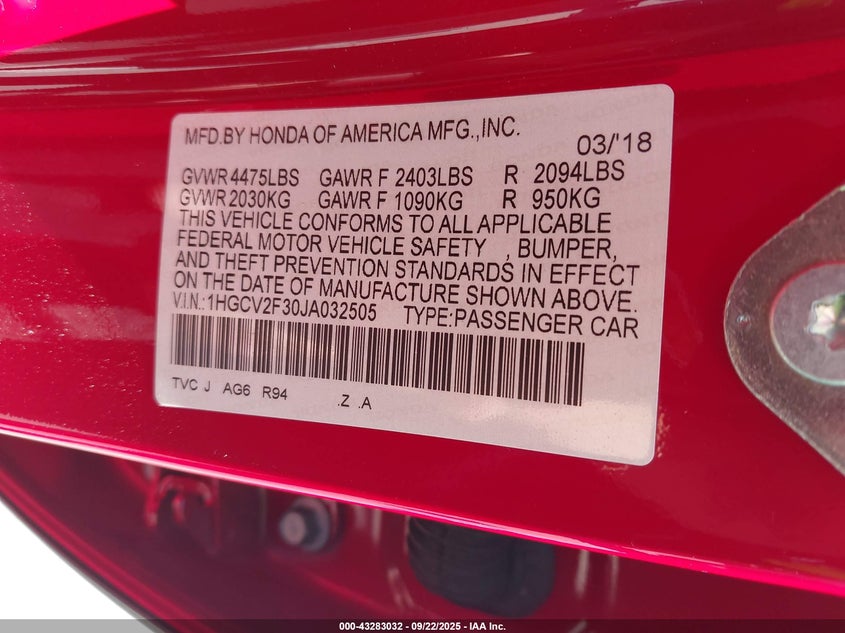 MFD.BY HONDA OF AMERICA MFG.,INC. 03/'18
GVWR 4475LBS GAWR F 2403LBS R 2094LBS
GVWR 2030KG GAWR F 1090KG R 950KG
THIS VEHICLE CONFORMS TO ALL APPLICABLE
FEDERAL MOTOR VEHICLE SAFETY , BUMPER,
AND THEFT PREVENTION STANDARDS IN EFFECT
ON THE DATE OF MANUFACTURE SHOWN ABOVE.
V.I.N.:1HGCV2F30JA032505 TYPE:PASSENGER CAR
TVC J AG6 R94 .Z .A
000-43283032 - 09/22/2025 - IAA Inc.